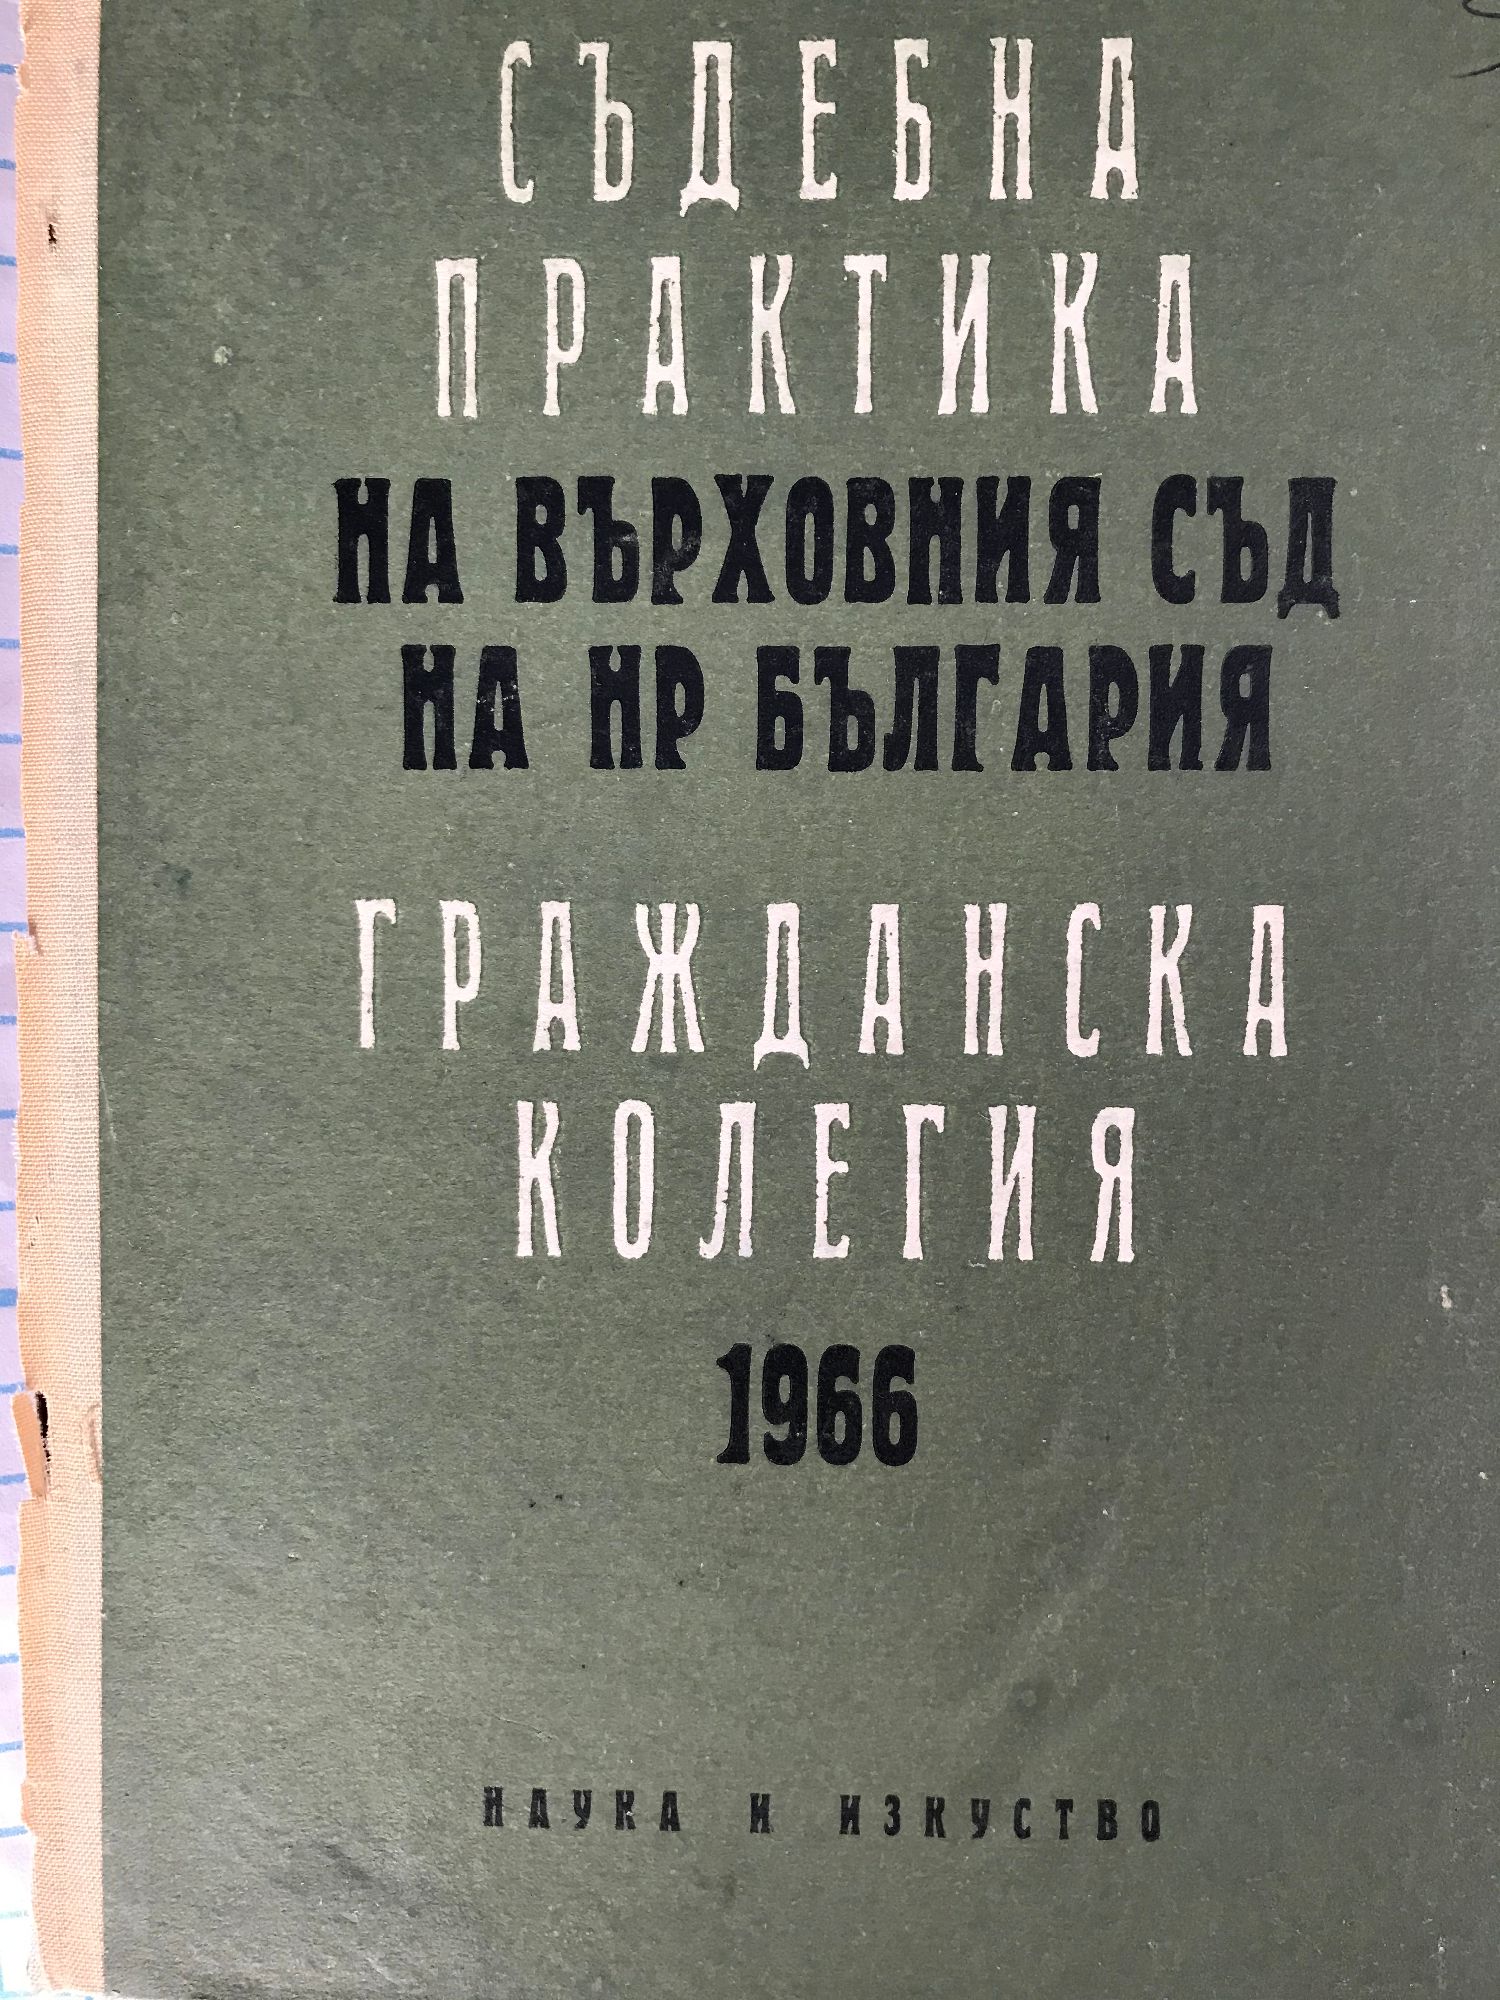 СЪДЕБНА
ПРАКТИКА
НА ВЪРХОВНИЯ СЪД
НА НР БЪЛГАРИЯ
ГРАЖДАНСКА
КОЛЕГИЯ
1966
НАУКА И ИЗКУСТВО